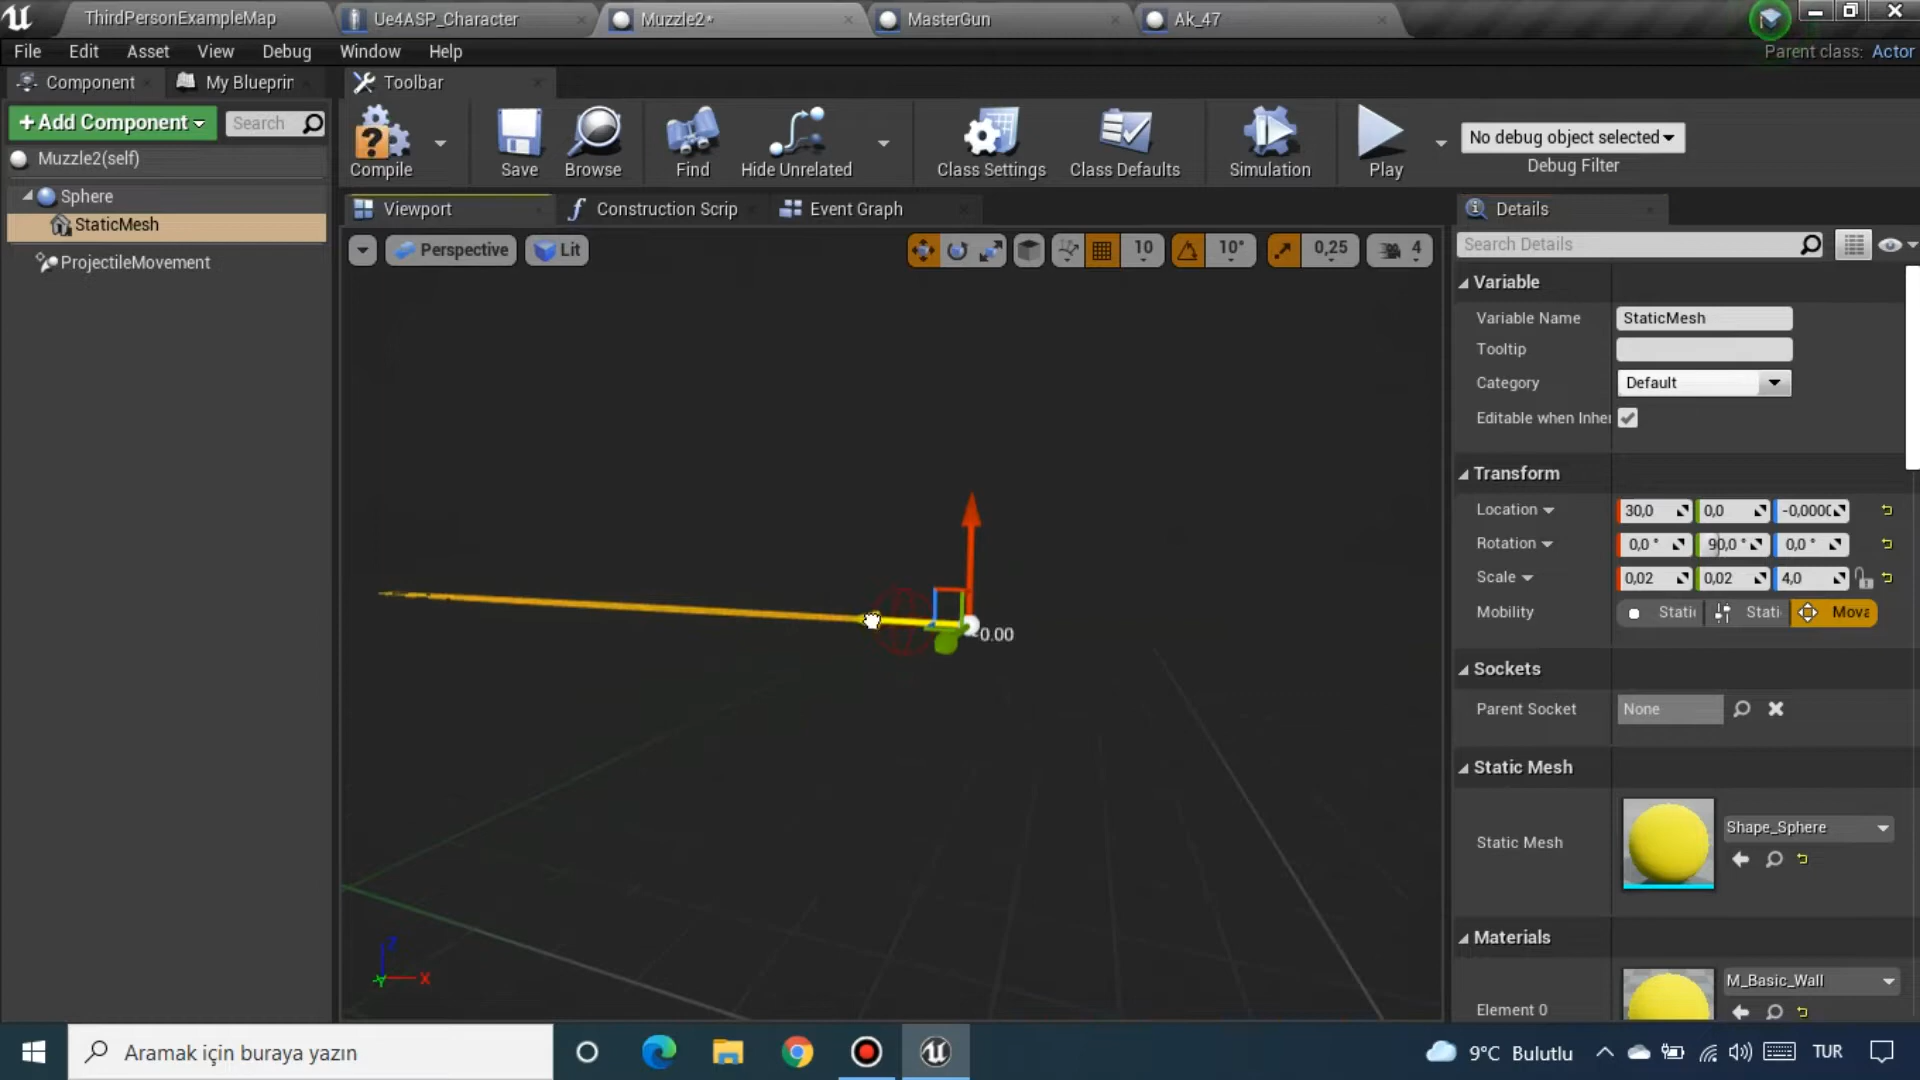 ThirdPersonExampleMap
Ue4ASP_Character
Muzzle2*
MasterGun
Ak_47
File Edit Asset View Debug Window Help
Parent class: Actor
Component
My Blueprin
Toolbar
+Add Component
Search
Compile
Save
Browse
Find
Hide Unrelated
Class Settings
Class Defaults
Simulation
Play
No debug object selected
Debug Filter
Muzzle2(self)
Sphere
StaticMesh
ProjectileMovement
Viewport
Construction Scrip
Event Graph
Perspective
Lit
10
10°
0,25
4
0.00
Z
Y
X
Details
Search Details
Variable
Variable Name StaticMesh
Tooltip
Category Default
Editable when Inher
Transform
Location 30,0 0,0 -0,000
Rotation 0,0 ° 90,0 ° 0,0 °
Scale 0,02 0,02 4,0
Mobility Stati Stati Mova
Sockets
Parent Socket None
Static Mesh
Static Mesh Shape_Sphere
Materials
Element 0 M_Basic_Wall
Aramak için buraya yazın
9°C Bulutlu
TUR